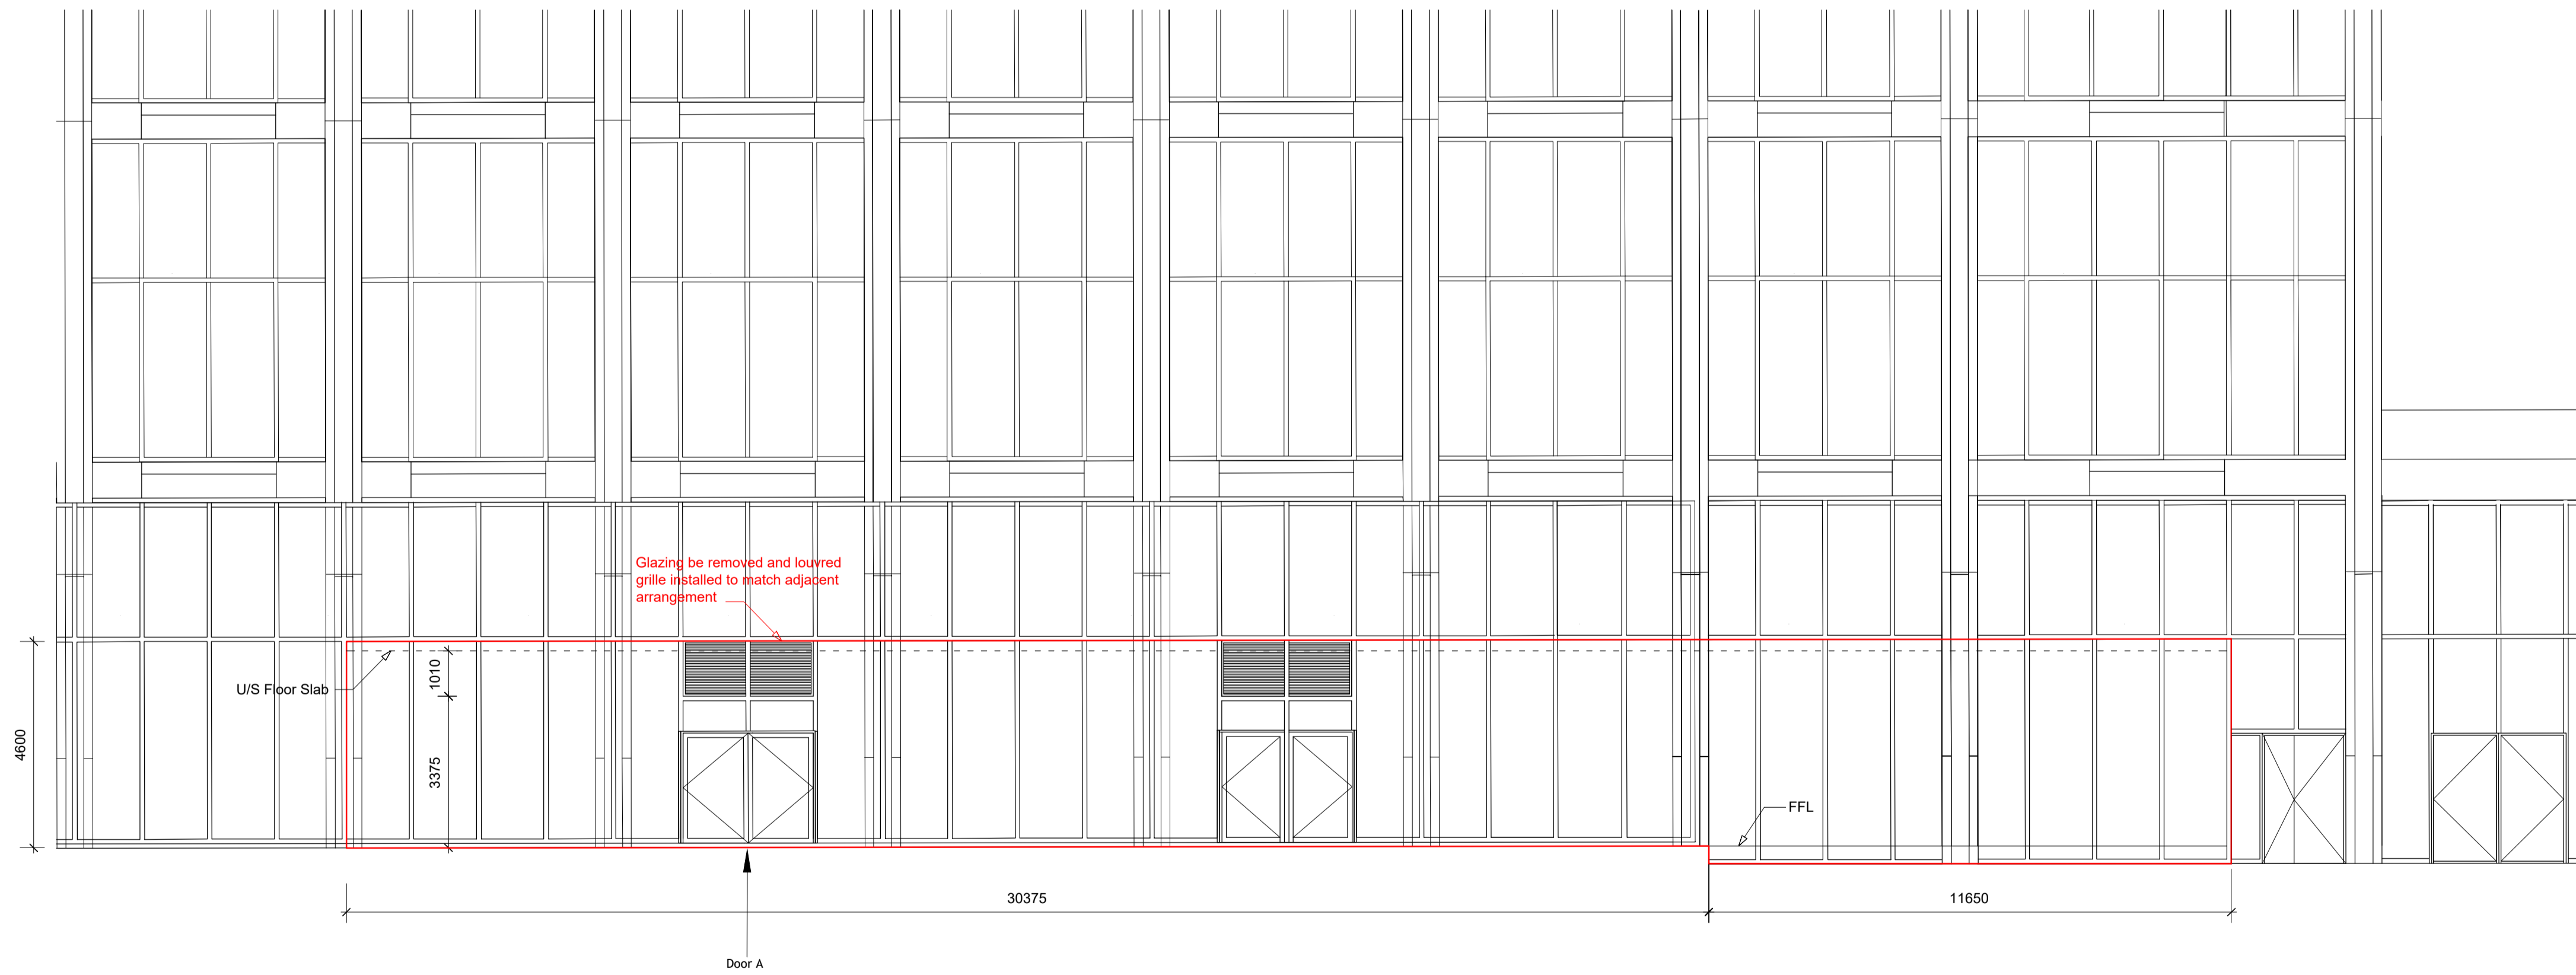 Glazing be removed and louvred
grille installed to match adjacent
arrangement
U/S Floor Slab
1010
4600
3375
FFL
30375
11650
Door A